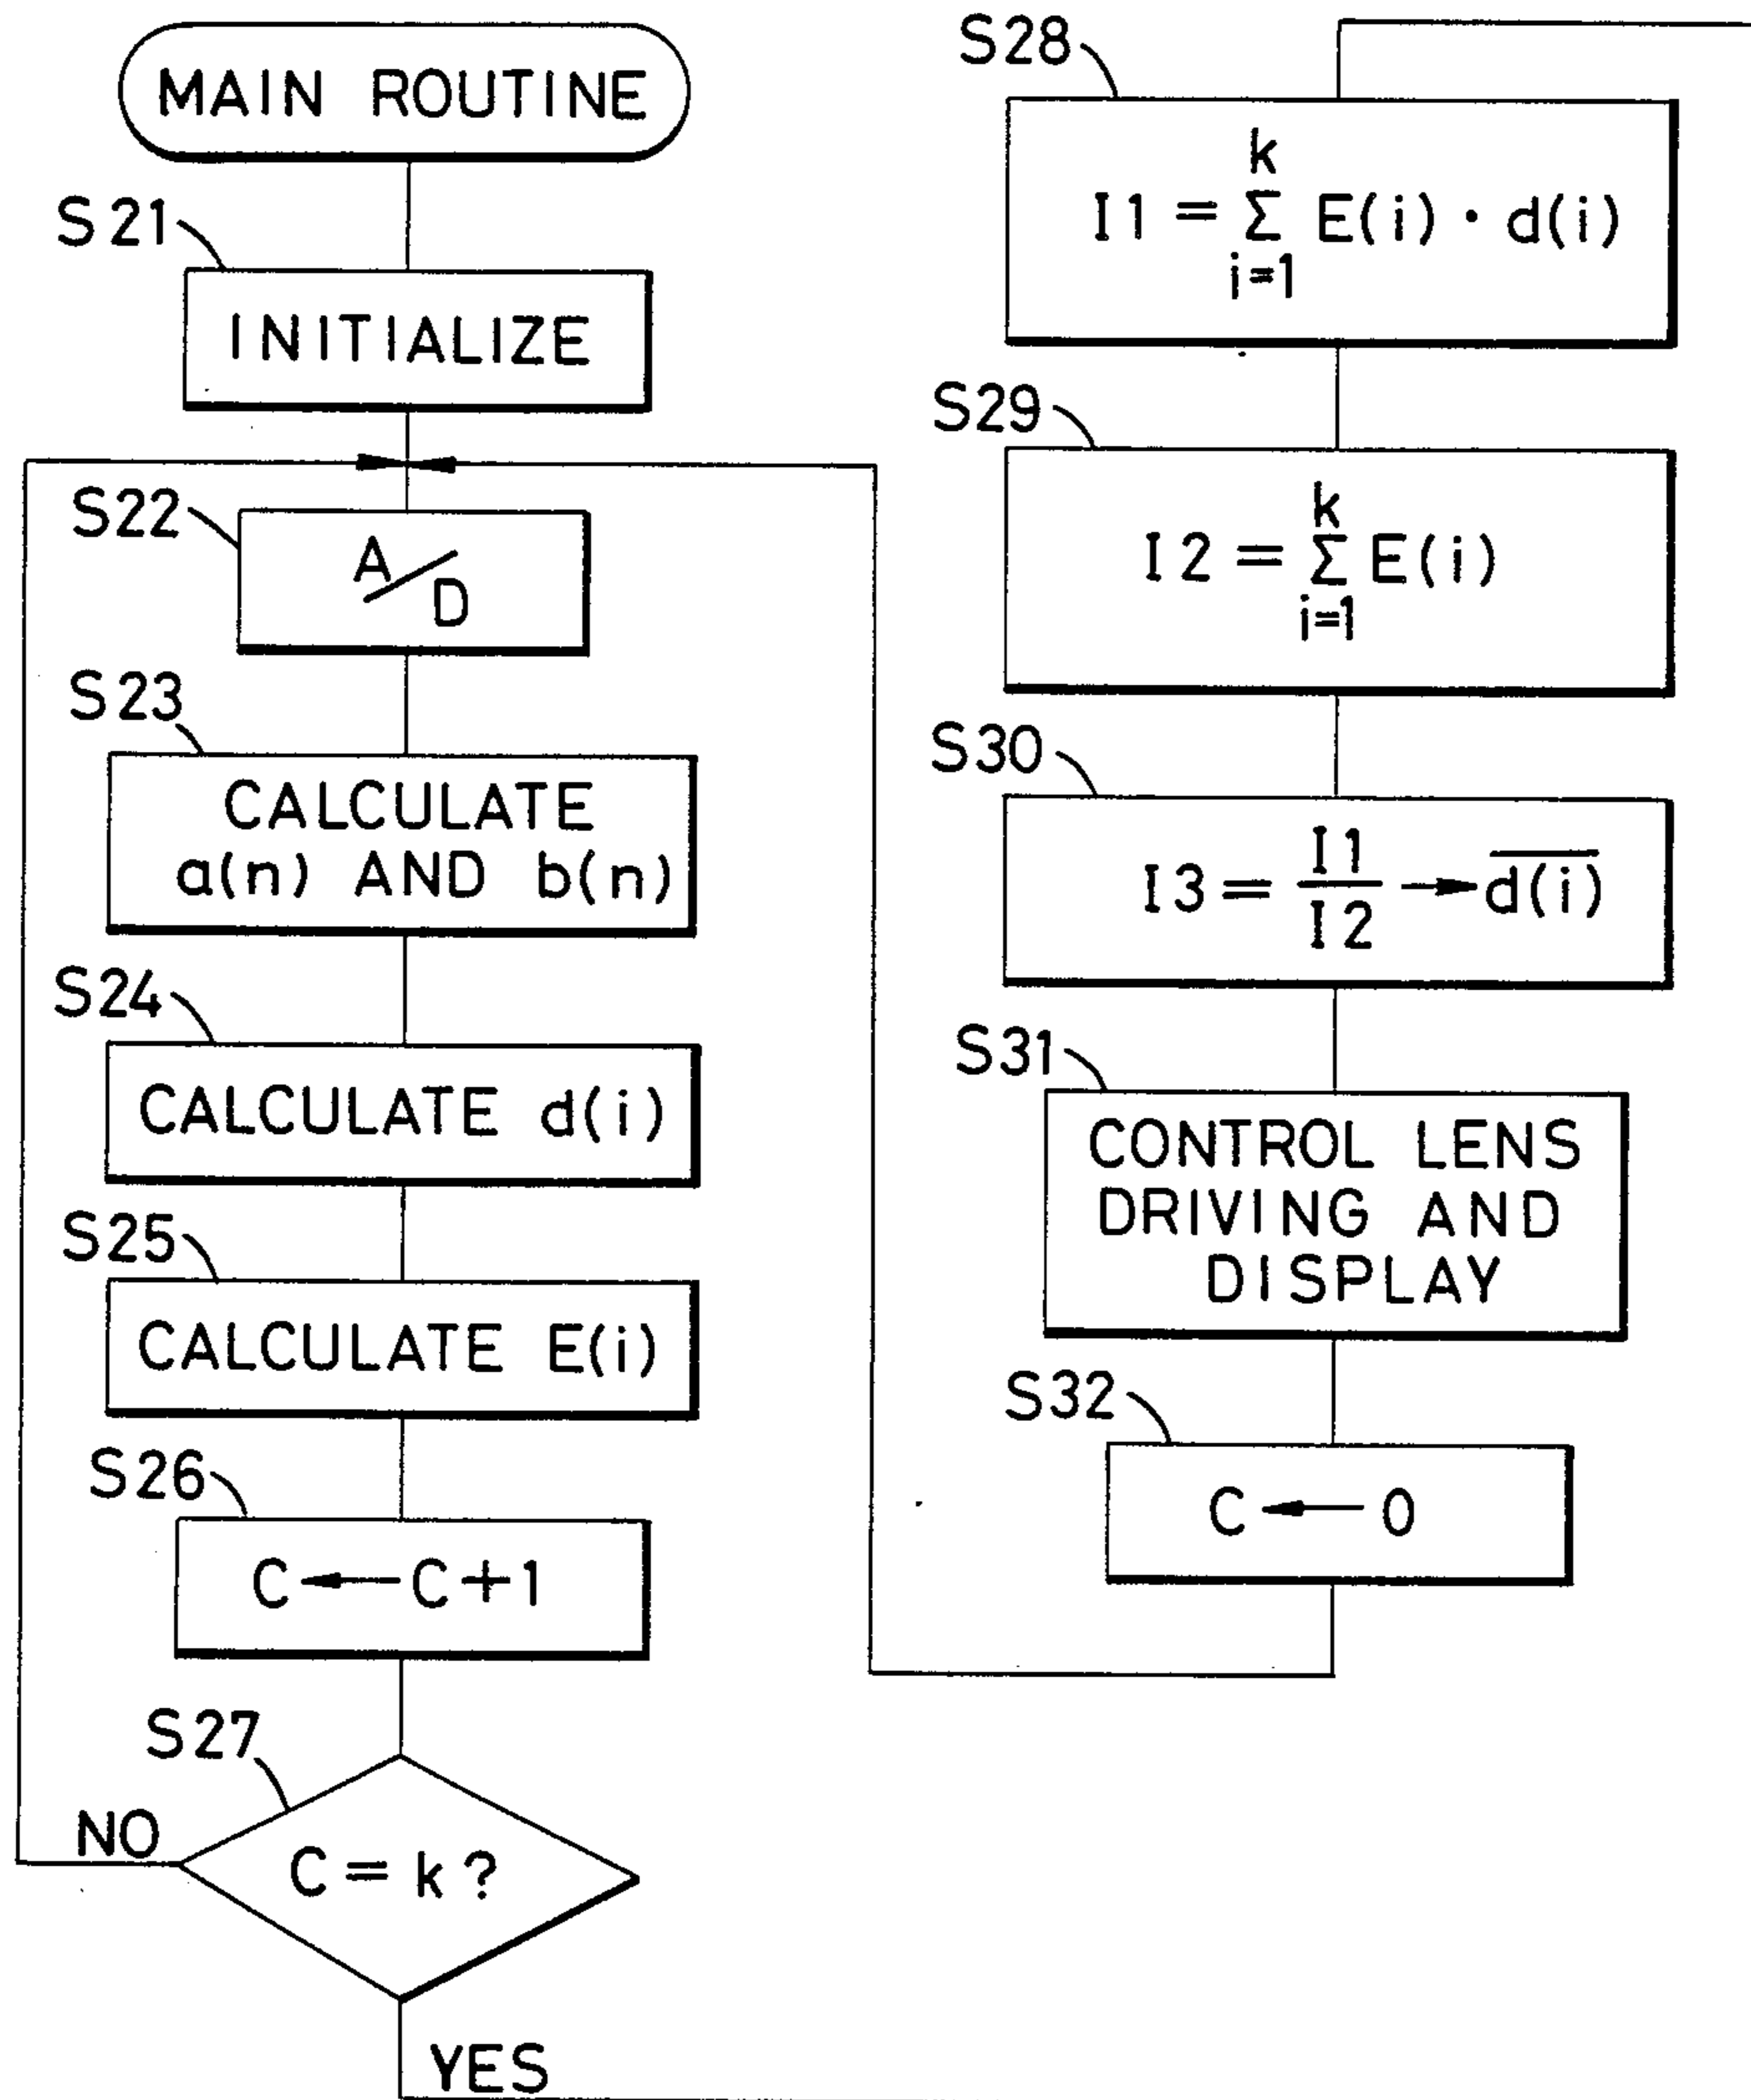 MAIN ROUTINE
S21
INITIALIZE
S22
A/D
S23
CALCULATE
a(n) AND b(n)
S24
CALCULATE d(i)
S25
CALCULATE E(i)
S26
C ← C + 1
S27
NO
C = k ?
YES
S28
k
I1 = Σ E(i) · d(i)
i=1
S29
k
I2 = Σ E(i)
i=1
S30
I3 = I1/I2 → d̅(̅i̅)̅
S31
CONTROL LENS
DRIVING AND
DISPLAY
S32
C ← 0